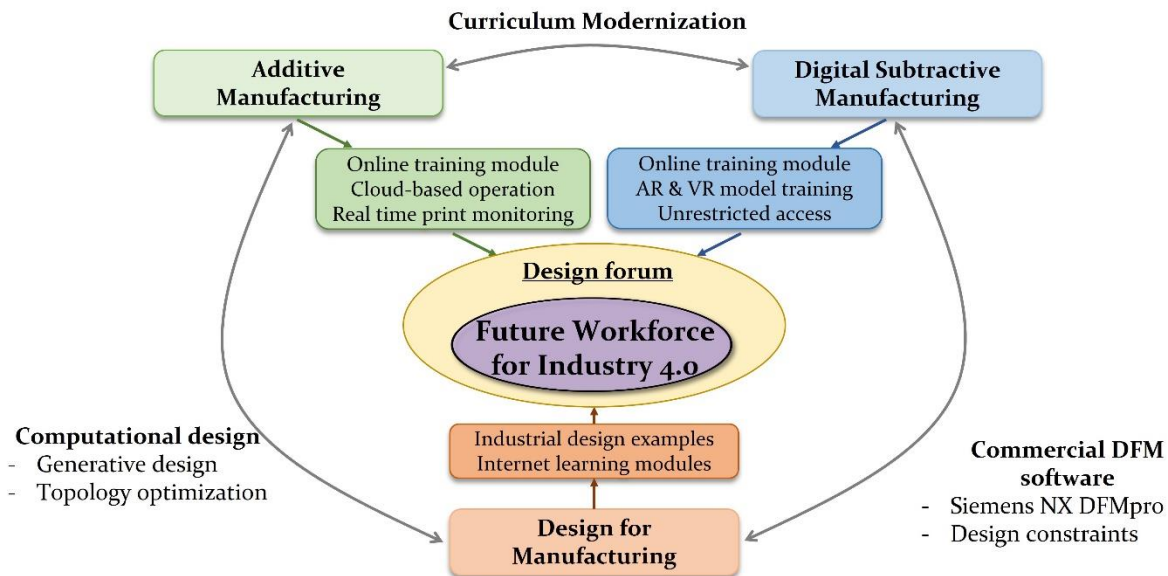 Curriculum Modernization
Additive
Manufacturing
Digital Subtractive
Manufacturing
Online training module
Cloud-based operation
Real time print monitoring
Online training module
AR & VR model training
Unrestricted access
Design forum
Future Workforce
for Industry 4.0
Computational design
- Generative design
- Topology optimization
Industrial design examples
Internet learning modules
Commercial DFM
software
- Siemens NX DFMpro
- Design constraints
Design for
Manufacturing